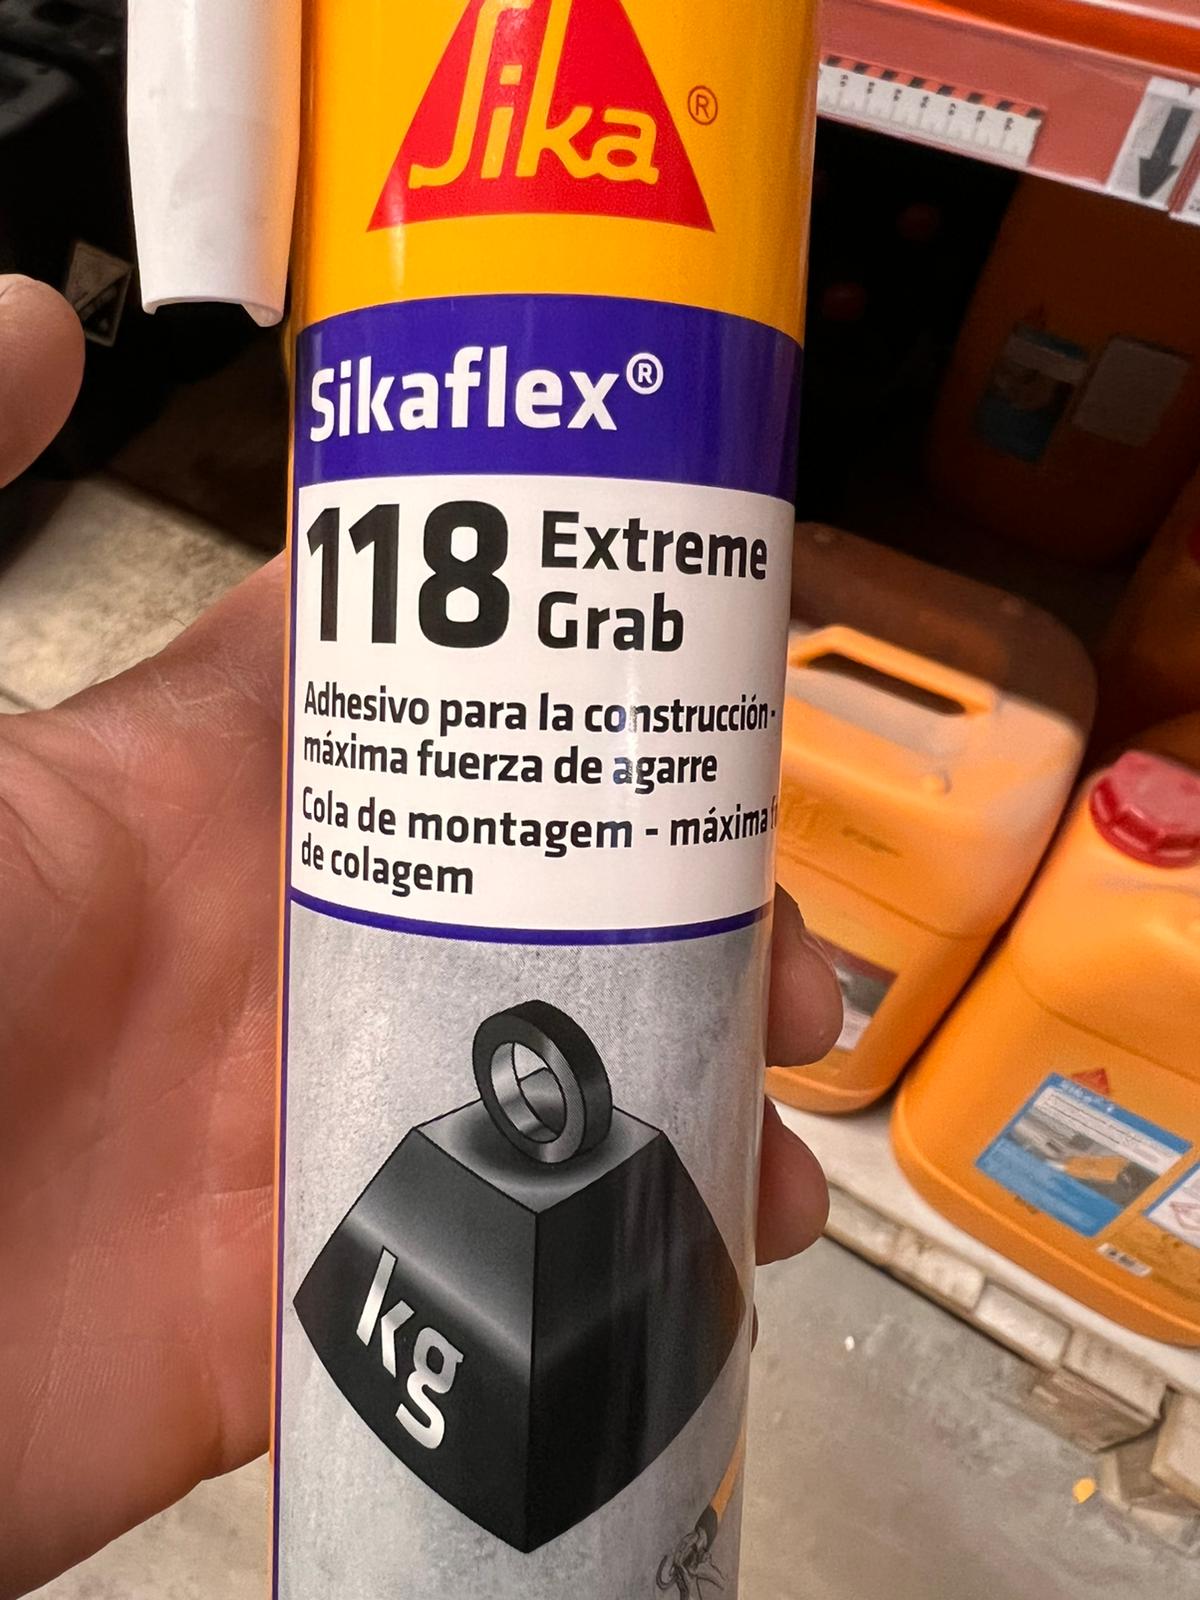 Sika®
Sikaflex®
118 Extreme
Grab
Adhesivo para la construcción-
máxima fuerza de agarre
Cola de montagem - máxima
de colagem
kg